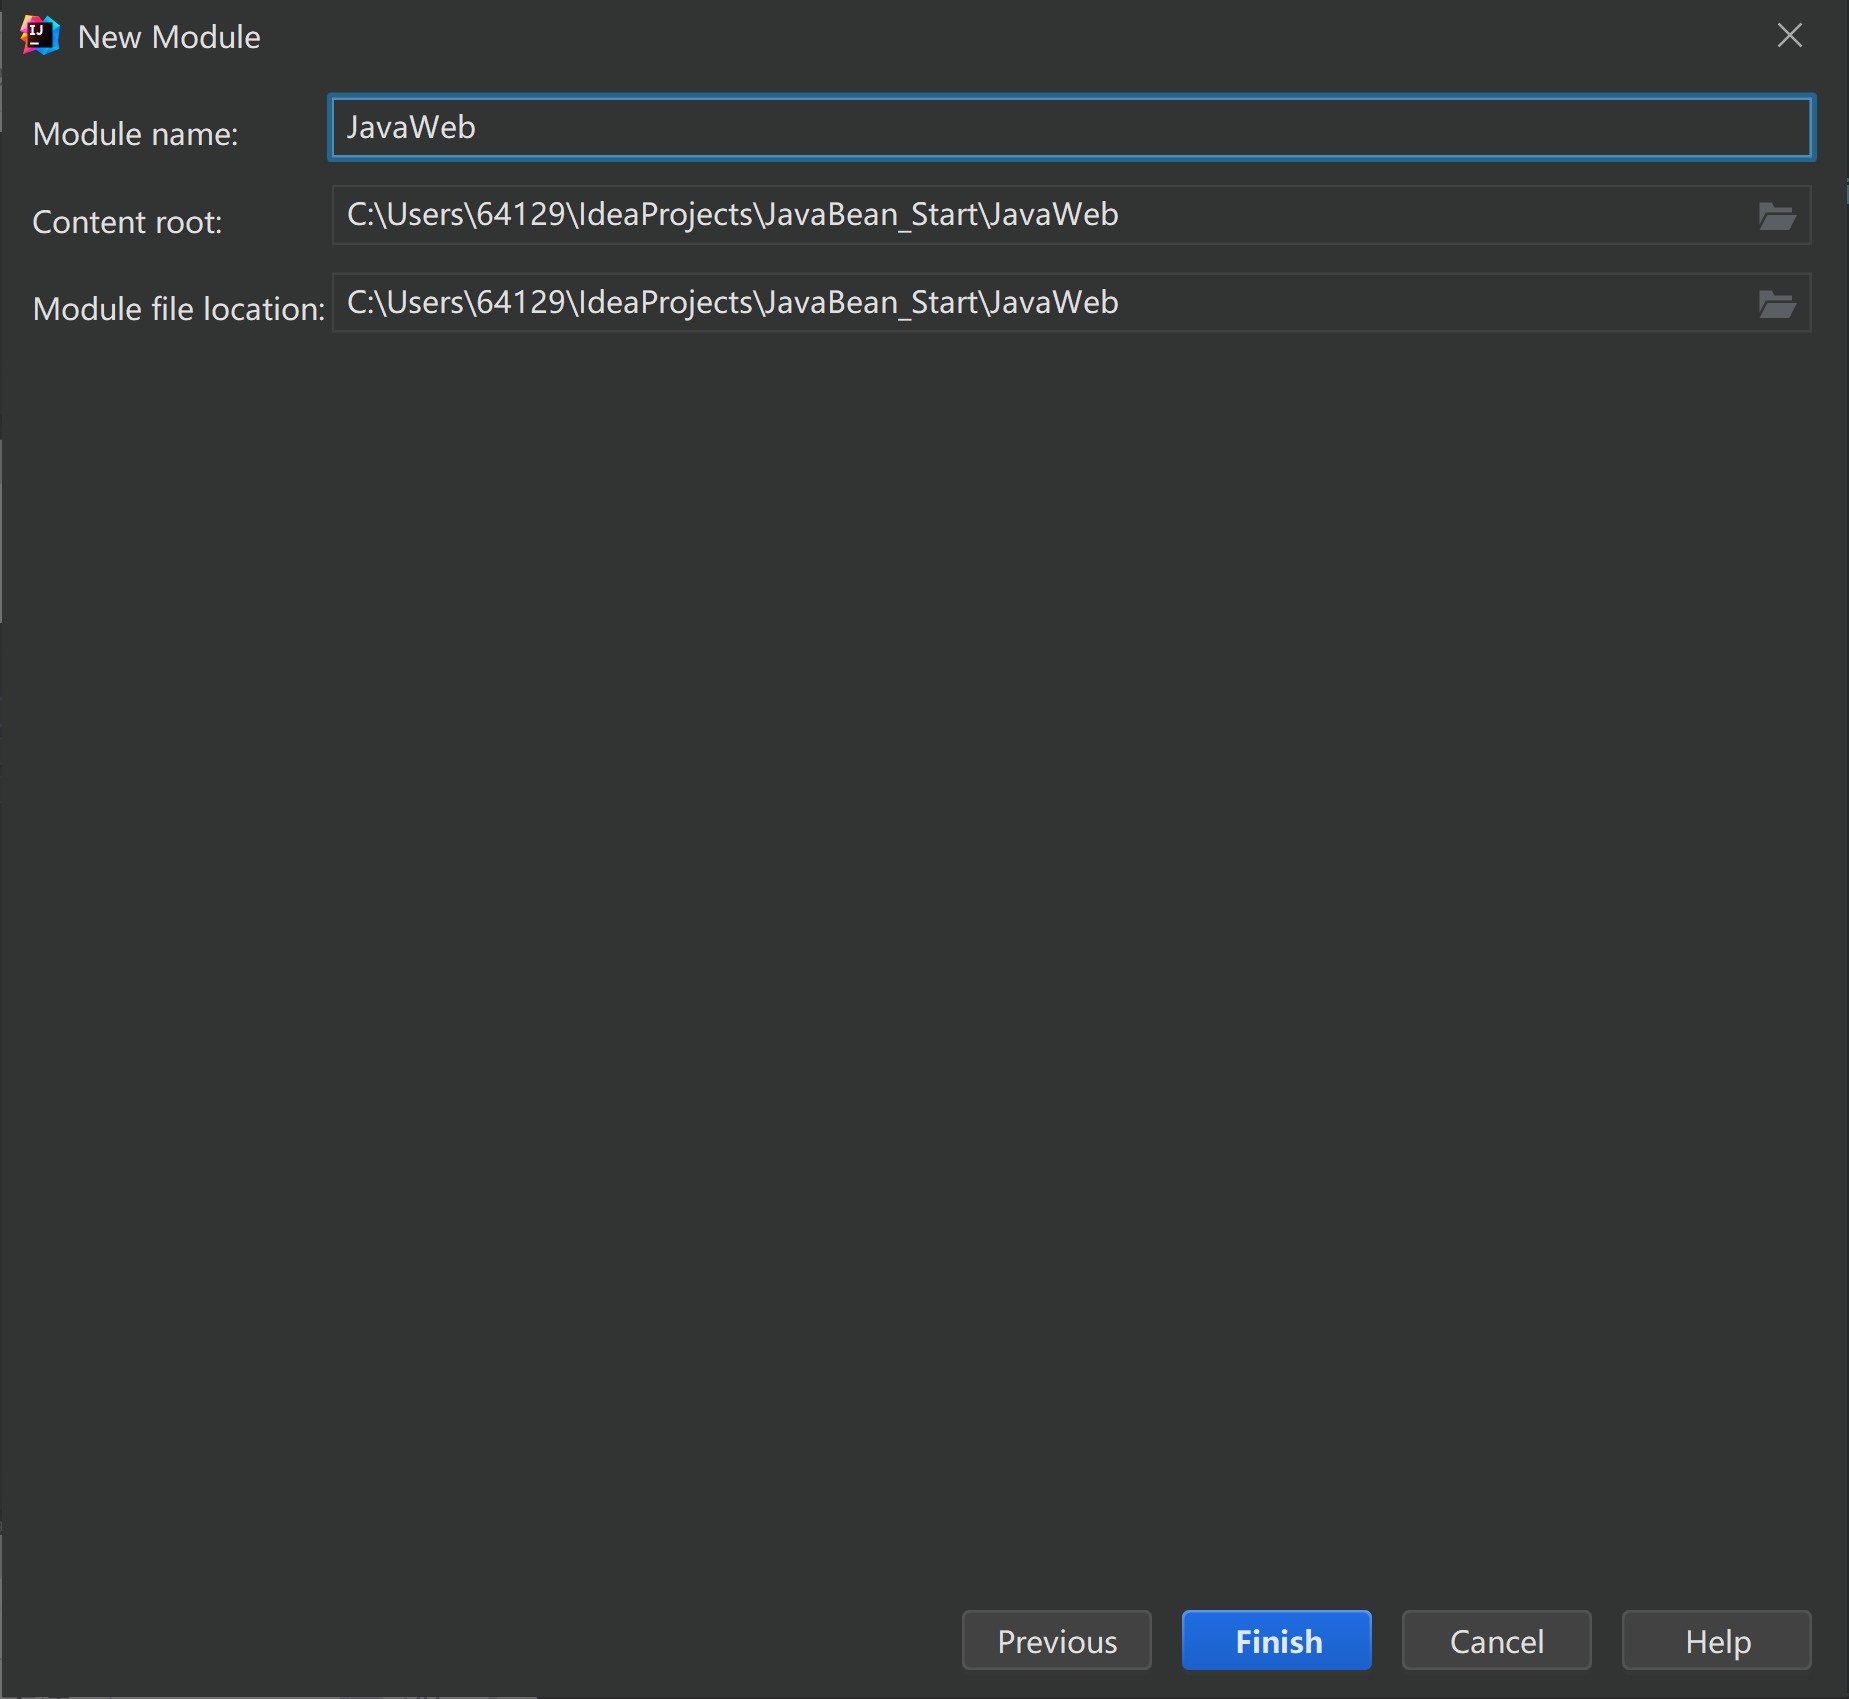 IJ
New Module
Module name: JavaWeb
Content root: C:\Users\64129\IdeaProjects\JavaBean_Start\JavaWeb
Module file location: C:\Users\64129\IdeaProjects\JavaBean_Start\JavaWeb
Previous Finish Cancel Help